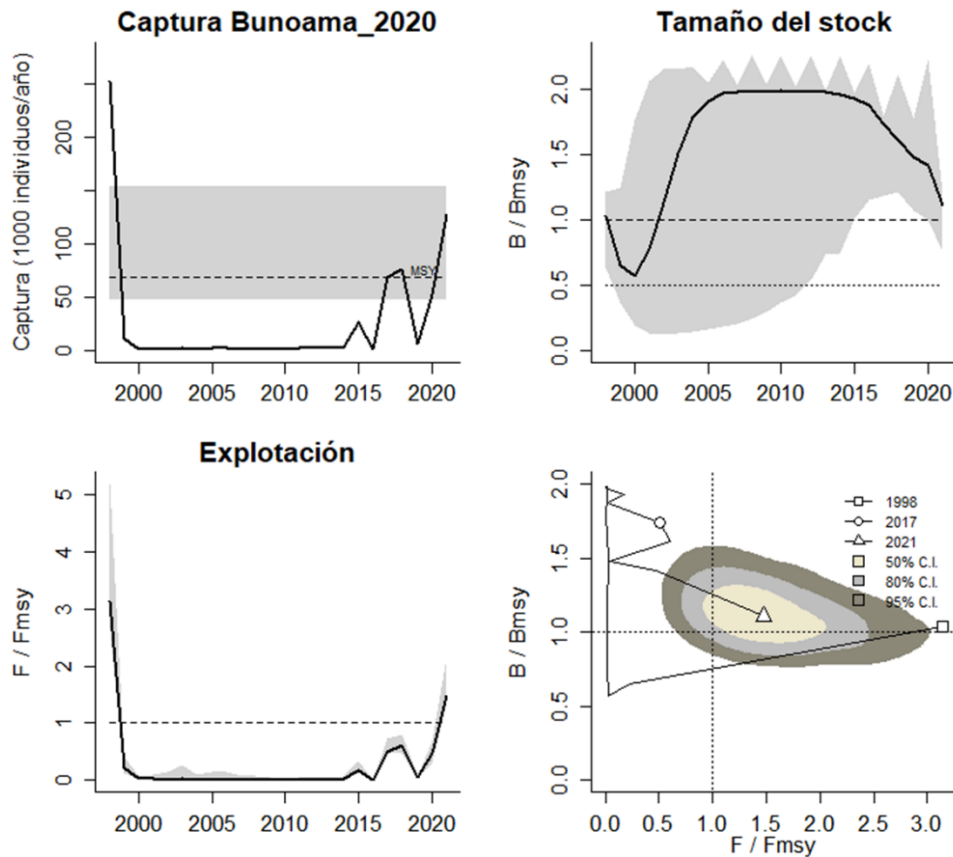 Captura Bunoama_2020
Captura (1000 individuos/año)
200
100
50
0
MSY
2000 2005 2010 2015 2020
Tamaño del stock
B / Bmsy
2.0
1.5
1.0
0.5
0.0
2000 2005 2010 2015 2020
Explotación
F / Fmsy
5
4
3
2
1
0
2000 2005 2010 2015 2020
B / Bmsy
2.0
1.5
1.0
0.5
0.0
1998
2017
2021
50% C.I.
80% C.I.
95% C.I.
0.0 0.5 1.0 1.5 2.0 2.5 3.0
F / Fmsy